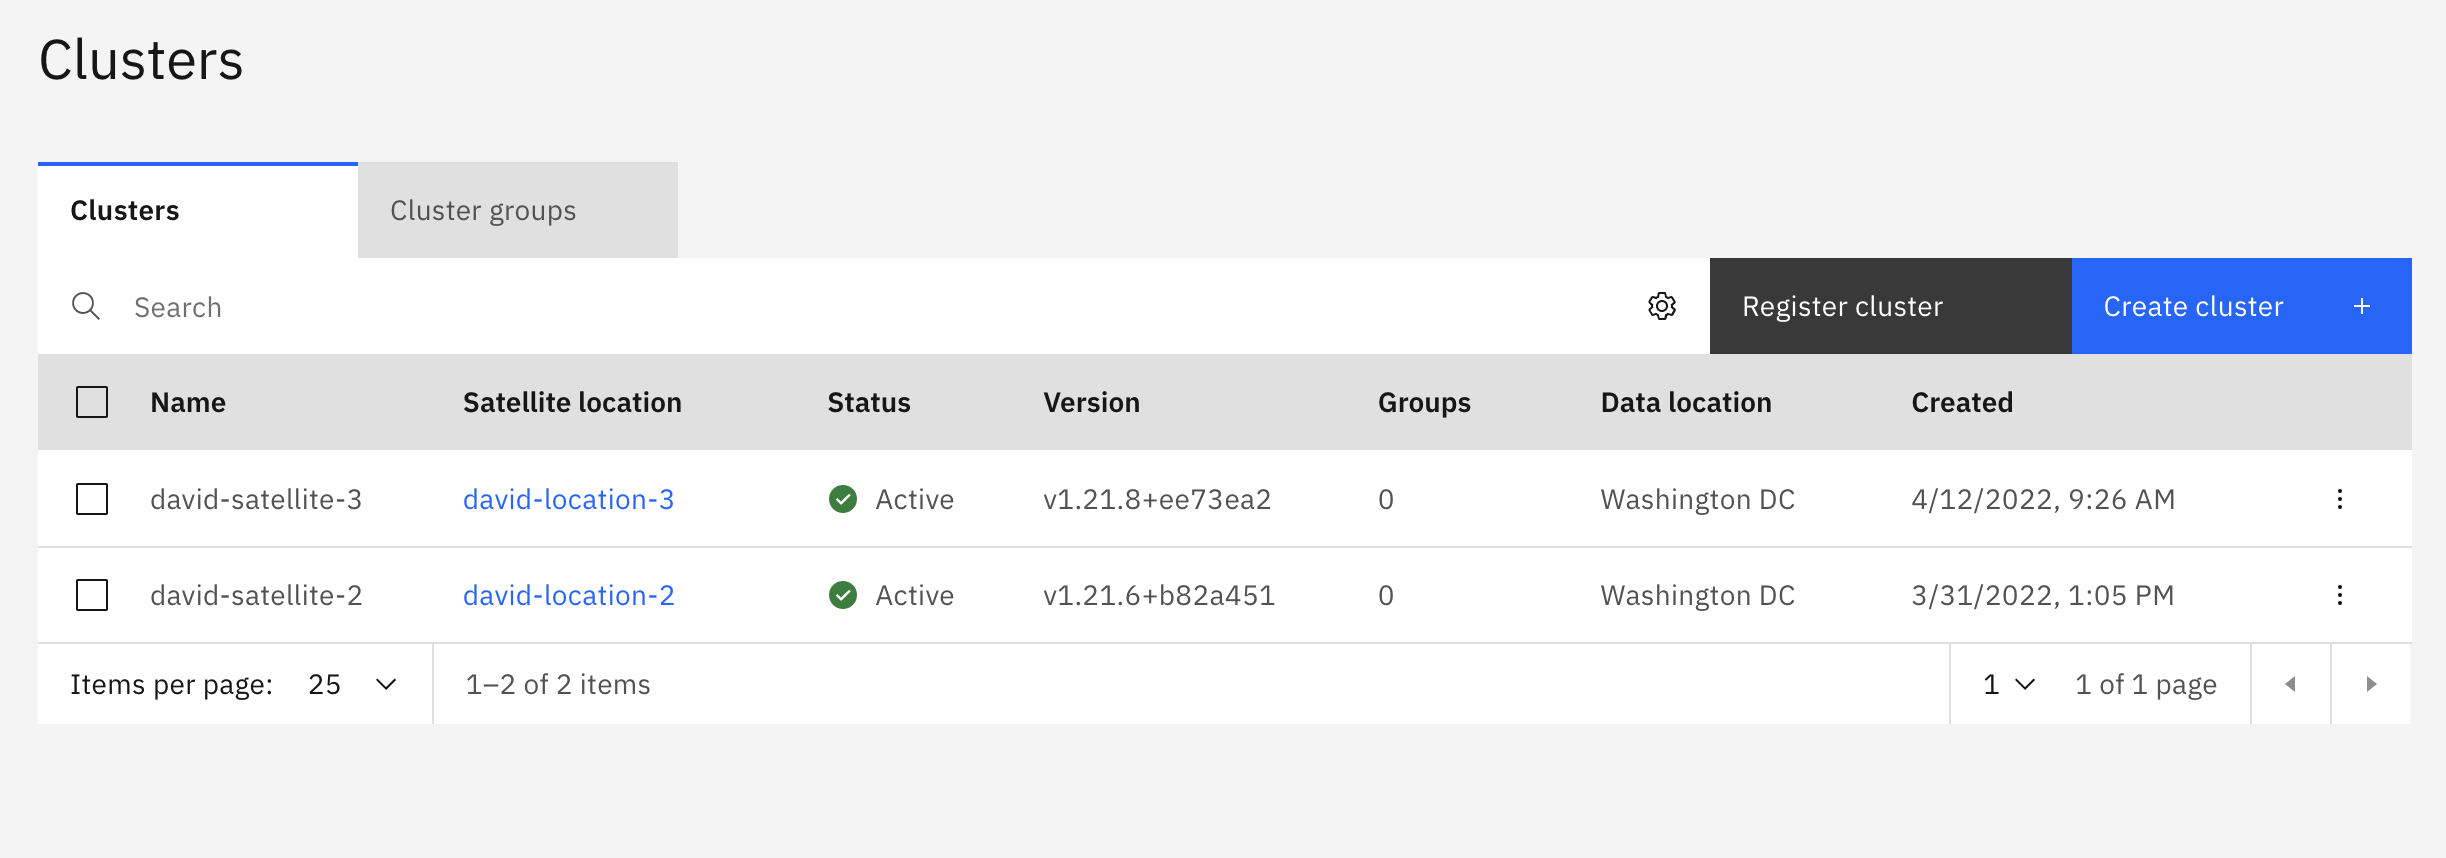 Clusters
Clusters Cluster groups
Search Register cluster Create cluster +
Name Satellite location Status Version Groups Data location Created
david-satellite-3 david-location-3 Active v1.21.8+ee73ea2 0 Washington DC 4/12/2022, 9:26 AM
david-satellite-2 david-location-2 Active v1.21.6+b82a451 0 Washington DC 3/31/2022, 1:05 PM
Items per page: 25 1–2 of 2 items 1 1 of 1 page